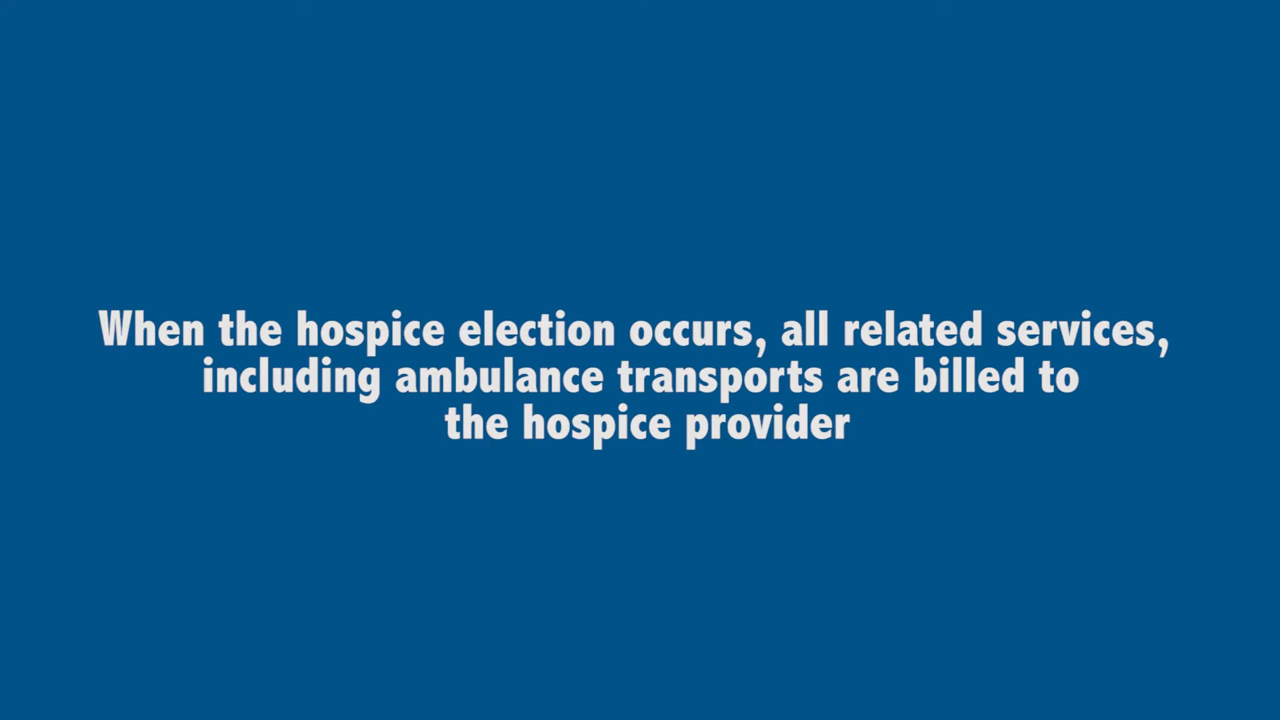 When the hospice election occurs, all related services,
including ambulance transports are billed to
the hospice provider